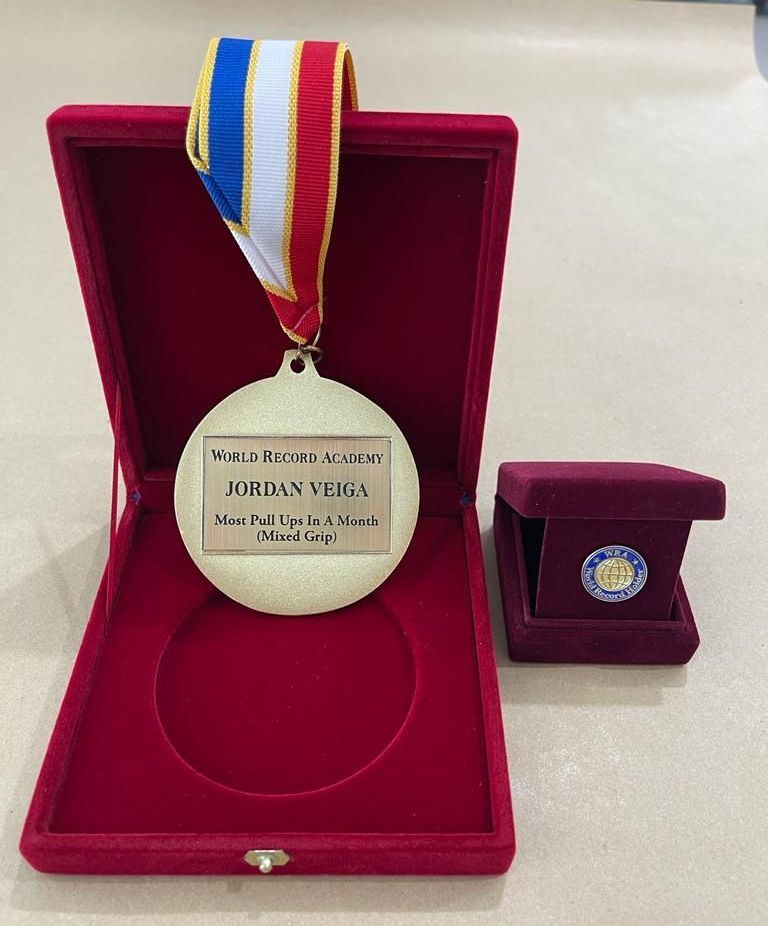 WORLD RECORD ACADEMY
JORDAN VEIGA
Most Pull Ups In A Month
(Mixed Grip)
WRA
World Record Holder